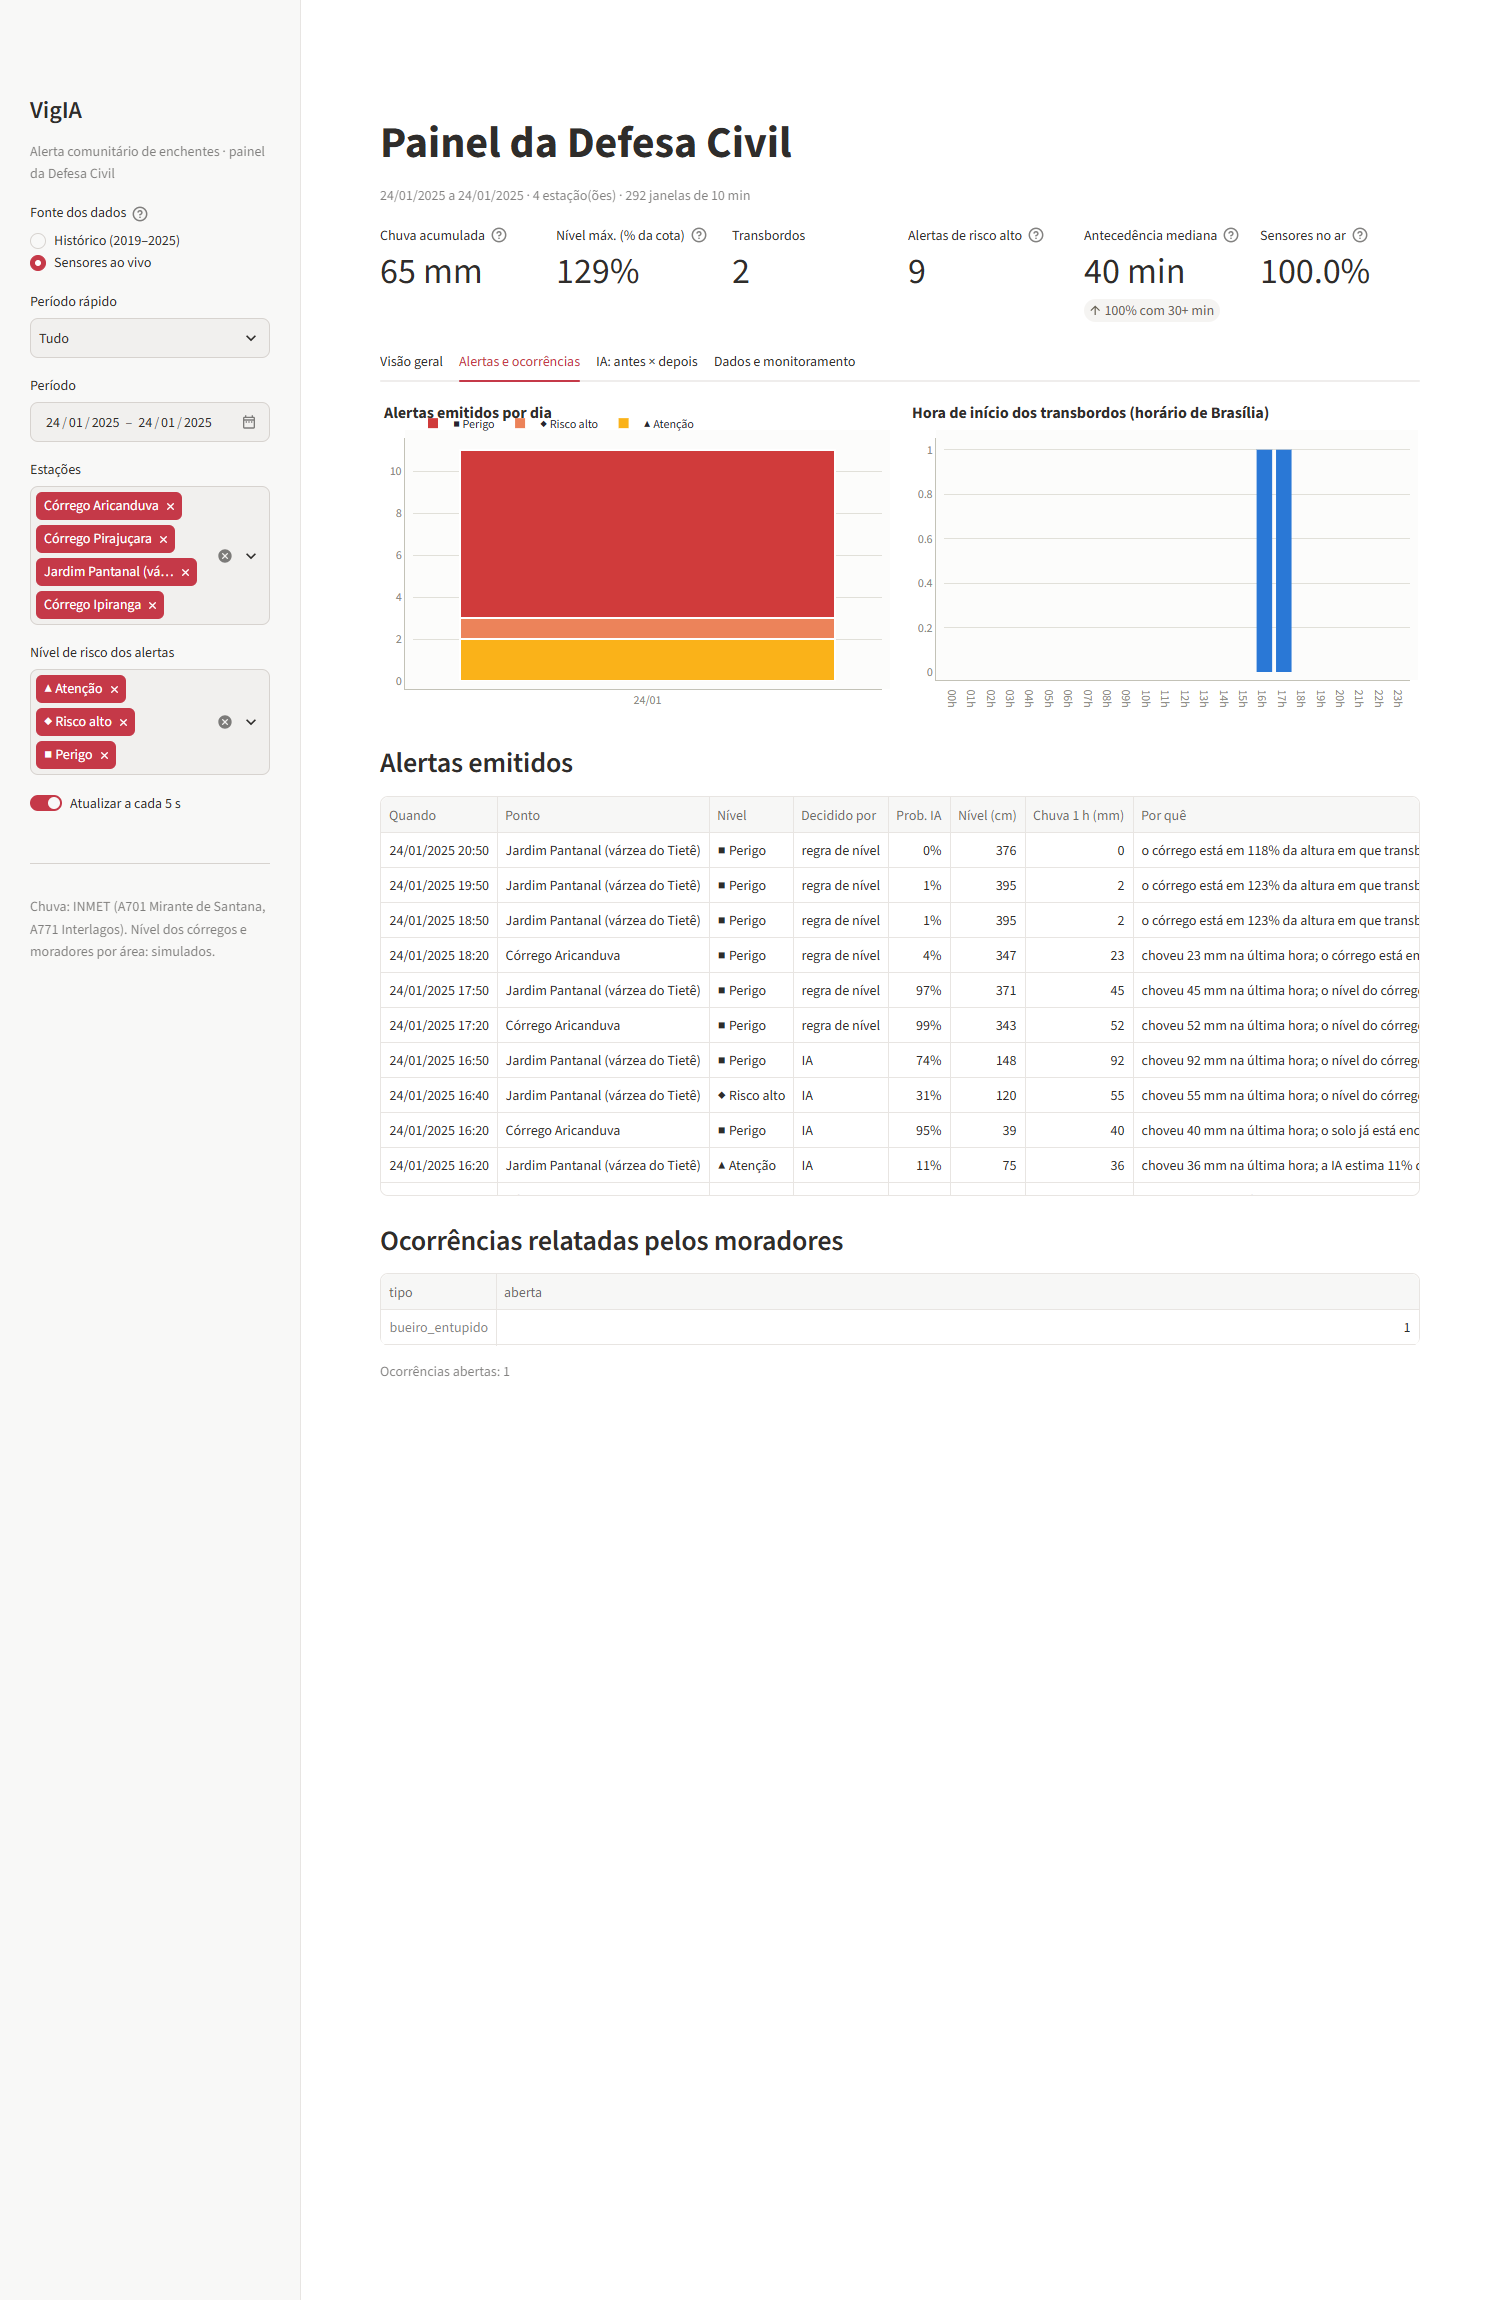 VigIA
Alerta comunitário de enchentes · painel
da Defesa Civil
Fonte dos dados
Histórico (2019–2025)
Sensores ao vivo
Período rápido
Tudo
Período
24 / 01 / 2025 – 24 / 01 / 2025
Estações
Córrego Aricanduva ×
Córrego Pirajuçara ×
Jardim Pantanal (vá… ×
Córrego Ipiranga ×
Nível de risco dos alertas
▲ Atenção ×
◆ Risco alto ×
■ Perigo ×
Atualizar a cada 5 s
Chuva: INMET (A701 Mirante de Santana,
A771 Interlagos). Nível dos córregos e
moradores por área: simulados.
Painel da Defesa Civil
24/01/2025 a 24/01/2025 · 4 estação(ões) · 292 janelas de 10 min
Chuva acumulada
65 mm
Nível máx. (% da cota)
129%
Transbordos
2
Alertas de risco alto
9
Antecedência mediana
40 min
↑ 100% com 30+ min
Sensores no ar
100.0%
Visão geral Alertas e ocorrências IA: antes × depois Dados e monitoramento
Alertas emitidos por dia
■ Perigo ◆ Risco alto ▲ Atenção
10
8
6
4
2
0
24/01
Hora de início dos transbordos (horário de Brasília)
1
0.8
0.6
0.4
0.2
0
00h 01h 02h 03h 04h 05h 06h 07h 08h 09h 10h 11h 12h 13h 14h 15h 16h 17h 18h 19h 20h 21h 22h 23h
Alertas emitidos
Quando Ponto Nível Decidido por Prob. IA Nível (cm) Chuva 1 h (mm) Por quê
24/01/2025 20:50 Jardim Pantanal (várzea do Tietê) ■ Perigo regra de nível 0% 376 0 o córrego está em 118% da altura em que transb
24/01/2025 19:50 Jardim Pantanal (várzea do Tietê) ■ Perigo regra de nível 1% 395 2 o córrego está em 123% da altura em que transb
24/01/2025 18:50 Jardim Pantanal (várzea do Tietê) ■ Perigo regra de nível 1% 395 2 o córrego está em 123% da altura em que transb
24/01/2025 18:20 Córrego Aricanduva ■ Perigo regra de nível 4% 347 23 choveu 23 mm na última hora; o córrego está em
24/01/2025 17:50 Jardim Pantanal (várzea do Tietê) ■ Perigo regra de nível 97% 371 45 choveu 45 mm na última hora; o nível do córreg
24/01/2025 17:20 Córrego Aricanduva ■ Perigo regra de nível 99% 343 52 choveu 52 mm na última hora; o nível do córreg
24/01/2025 16:50 Jardim Pantanal (várzea do Tietê) ■ Perigo IA 74% 148 92 choveu 92 mm na última hora; o nível do córreg
24/01/2025 16:40 Jardim Pantanal (várzea do Tietê) ◆ Risco alto IA 31% 120 55 choveu 55 mm na última hora; o nível do córreg
24/01/2025 16:20 Córrego Aricanduva ■ Perigo IA 95% 39 40 choveu 40 mm na última hora; o solo já está enc
24/01/2025 16:20 Jardim Pantanal (várzea do Tietê) ▲ Atenção IA 11% 75 36 choveu 36 mm na última hora; a IA estima 11% c
Ocorrências relatadas pelos moradores
tipo aberta
bueiro_entupido 1
Ocorrências abertas: 1